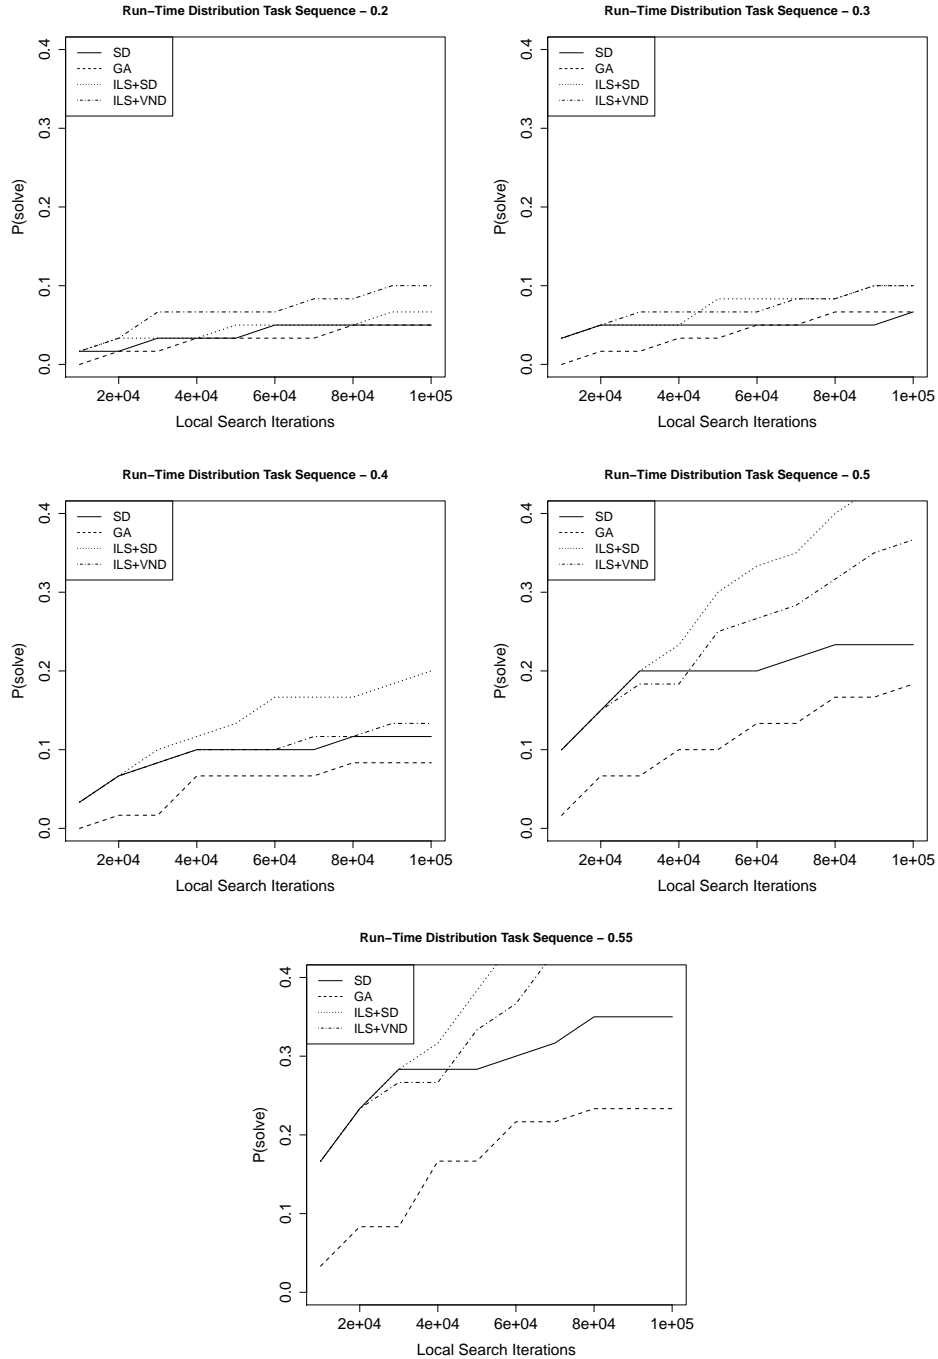 Run−Time Distribution Task Sequence − 0.2
SD
GA
ILS+SD
ILS+VND
P(solve)
0.0 0.1 0.2 0.3 0.4
2e+04 4e+04 6e+04 8e+04 1e+05
Local Search Iterations
Run−Time Distribution Task Sequence − 0.3
SD
GA
ILS+SD
ILS+VND
P(solve)
0.0 0.1 0.2 0.3 0.4
2e+04 4e+04 6e+04 8e+04 1e+05
Local Search Iterations
Run−Time Distribution Task Sequence − 0.4
SD
GA
ILS+SD
ILS+VND
P(solve)
0.0 0.1 0.2 0.3 0.4
2e+04 4e+04 6e+04 8e+04 1e+05
Local Search Iterations
Run−Time Distribution Task Sequence − 0.5
SD
GA
ILS+SD
ILS+VND
P(solve)
0.0 0.1 0.2 0.3 0.4
2e+04 4e+04 6e+04 8e+04 1e+05
Local Search Iterations
Run−Time Distribution Task Sequence − 0.55
SD
GA
ILS+SD
ILS+VND
P(solve)
0.0 0.1 0.2 0.3 0.4
2e+04 4e+04 6e+04 8e+04 1e+05
Local Search Iterations